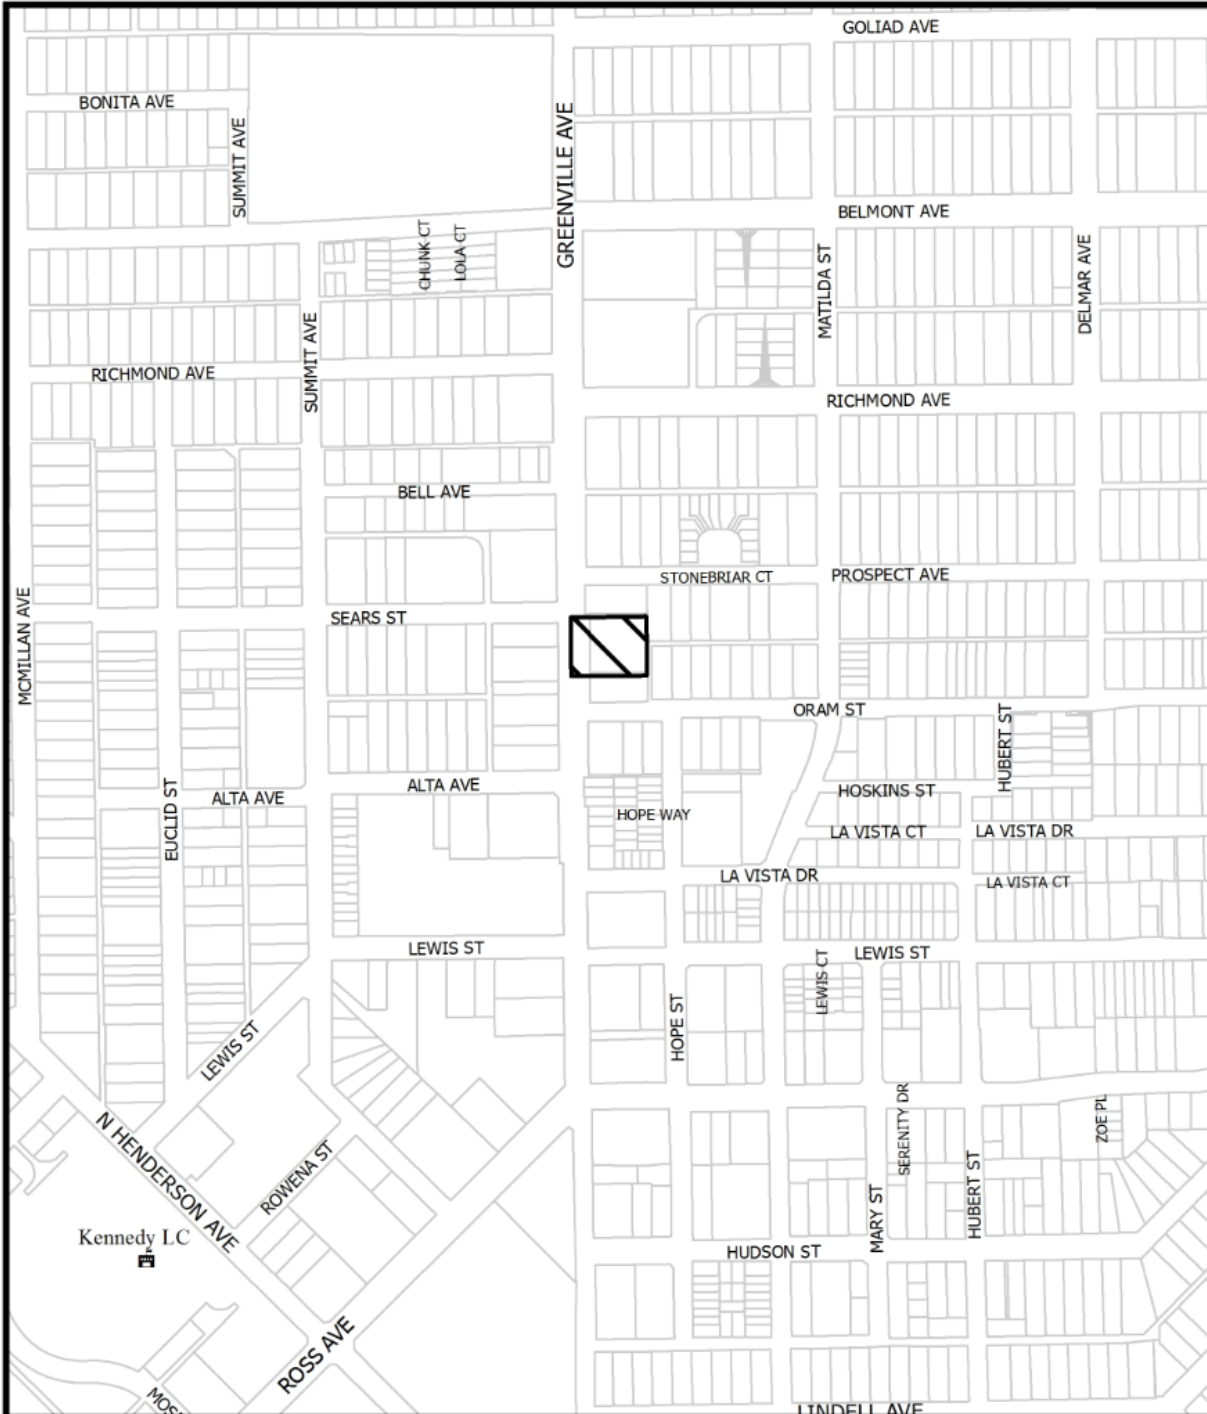 GOLIAD AVE
BONITA AVE
SUMMIT AVE
GREENVILLE AVE
BELMONT AVE
CHUNK CT
LOLA CT
MATILDA ST
DELMAR AVE
SUMMIT AVE
RICHMOND AVE
RICHMOND AVE
BELL AVE
STONEBRIAR CT
PROSPECT AVE
MCMILLAN AVE
SEARS ST
ORAM ST
HUBERT ST
EUCLID ST
ALTA AVE
ALTA AVE
HOSKINS ST
HOPE WAY
LA VISTA CT
LA VISTA DR
LA VISTA DR
LA VISTA CT
LEWIS ST
LEWIS ST
LEWIS CT
HOPE ST
LEWIS ST
SERENITY DR
ZOE PL
N HENDERSON AVE
ROWENA ST
MARY ST
HUBERT ST
Kennedy LC
HUDSON ST
ROSS AVE
LINDELL AVE